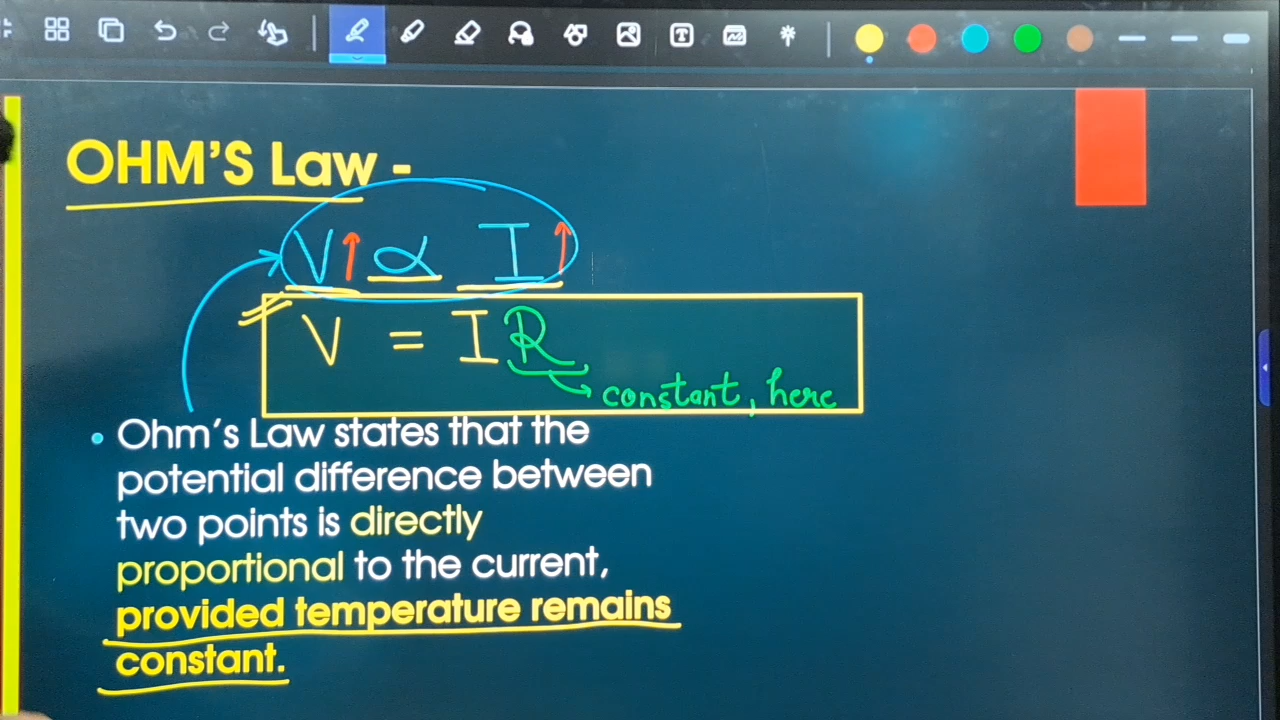 OHM'S Law -
V↑ α I↑
V = IR
constant, here
• Ohm's Law states that the
potential difference between
two points is directly
proportional to the current,
provided temperature remains
constant.